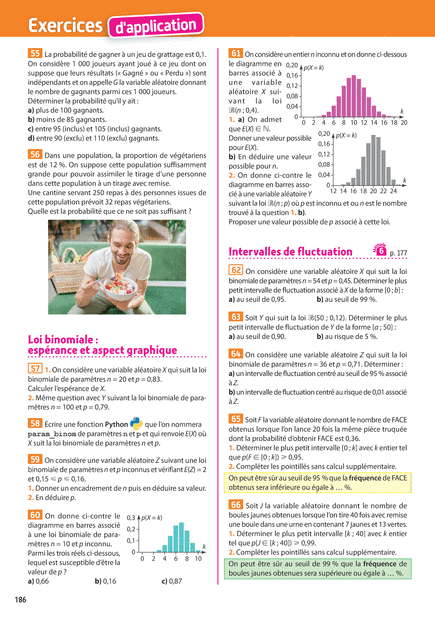 Exercices d'application
55 La probabilité de gagner à un jeu de grattage est 0,1.
On considère 1 000 joueurs ayant joué à ce jeu dont on
suppose que leurs résultats (« Gagné » ou « Perdu ») sont
indépendants et on appelle G la variable aléatoire donnant
le nombre de gagnants parmi ces 1 000 joueurs.
Déterminer la probabilité qu'il y ait :
a) plus de 100 gagnants.
b) moins de 85 gagnants.
c) entre 95 (inclus) et 105 (inclus) gagnants.
d) entre 90 (exclu) et 110 (exclu) gagnants.
56 Dans une population, la proportion de végétariens
est de 12 %. On suppose cette population suffisamment
grande pour pouvoir assimiler le tirage d'une personne
dans cette population à un tirage avec remise.
Une cantine servant 250 repas à des personnes issues de
cette population prévoit 32 repas végétariens.
Quelle est la probabilité que ce ne soit pas suffisant ?
Loi binomiale :
espérance et aspect graphique
57 1. On considère une variable aléatoire X qui suit la loi
binomiale de paramètres n = 20 et p = 0,83.
Calculer l'espérance de X.
2. Même question avec Y suivant la loi binomiale de para-
mètres n = 100 et p = 0,79.
58 Écrire une fonction Python que l'on nommera
param_binom de paramètres n et p et qui renvoie E(X) où
X suit la loi binomiale de paramètres n et p.
59 On considère une variable aléatoire Z suivant une loi
binomiale de paramètres n et p inconnus et vérifiant E(Z) = 2
et 0,15 ⩽ p ⩽ 0,16.
1. Donner un encadrement de n puis en déduire sa valeur.
2. En déduire p.
60 On donne ci-contre le
diagramme en barres associé
à une loi binomiale de para-
mètres n = 10 et p inconnu.
Parmi les trois réels ci-dessous,
lequel est susceptible d'être la
valeur de p ?
a) 0,66 b) 0,16 c) 0,87
0,3 p(X = k)
0,2
0,1
0
k
0 2 4 6 8 10
186
61 On considère un entier n inconnu et on donne ci-dessous
le diagramme en
barres associé à
une variable
aléatoire X sui-
vant la loi
ℬ(n ; 0,4).
1. a) On admet
que E(X) ∈ ℕ.
Donner une valeur possible
pour E(X).
b) En déduire une valeur
possible pour n.
2. On donne ci-contre le
diagramme en barres asso-
cié à une variable aléatoire Y
suivant la loi ℬ(n ; p) où p est inconnu et ou n est le nombre
trouvé à la question 1. b).
Proposer une valeur possible de p associé à cette loi.
0,20 p(X = k)
0,16
0,12
0,08
0,04
0
k
0 2 4 6 8 10 12 14 16 18 20
0,20 p(X = k)
0,16
0,12
0,08
0,04
0
k
12 14 16 18 20 22 24
Intervalles de fluctuation 6 p. 177
62 On considère une variable aléatoire X qui suit la loi
binomiale de paramètres n = 54 et p = 0,45. Déterminer le plus
petit intervalle de fluctuation associé à X de la forme [0 ; b] :
a) au seuil de 0,95. b) au seuil de 99 %.
63 Soit Y qui suit la loi ℬ(50 ; 0,12). Déterminer le plus
petit intervalle de fluctuation de Y de la forme [a ; 50] :
a) au seuil de 0,90. b) au risque de 5 %.
64 On considère une variable aléatoire Z qui suit la loi
binomiale de paramètres n = 36 et p = 0,71. Déterminer :
a) un intervalle de fluctuation centré au seuil de 95 % associé
à Z.
b) un intervalle de fluctuation centré au risque de 0,01 associé
à Z.
65 Soit F la variable aléatoire donnant le nombre de FACE
obtenus lorsque l'on lance 20 fois la même pièce truquée
dont la probabilité d'obtenir FACE est 0,36.
1. Déterminer le plus petit intervalle [0 ; k] avec k entier tel
que p(F ∈ [0 ; k]) ⩾ 0,95.
2. Compléter les pointillés sans calcul supplémentaire.
On peut être sûr au seuil de 95 % que la fréquence de FACE
obtenus sera inférieure ou égale à … %.
66 Soit J la variable aléatoire donnant le nombre de
boules jaunes obtenues lorsque l'on tire 40 fois avec remise
une boule dans une urne en contenant 7 jaunes et 13 vertes.
1. Déterminer le plus petit intervalle [k ; 40] avec k entier
tel que p(J ∈ [k ; 40]) ⩾ 0,99.
2. Compléter les pointillés sans calcul supplémentaire.
On peut être sûr au seuil de 99 % que la fréquence de
boules jaunes obtenues sera supérieure ou égale à … %.